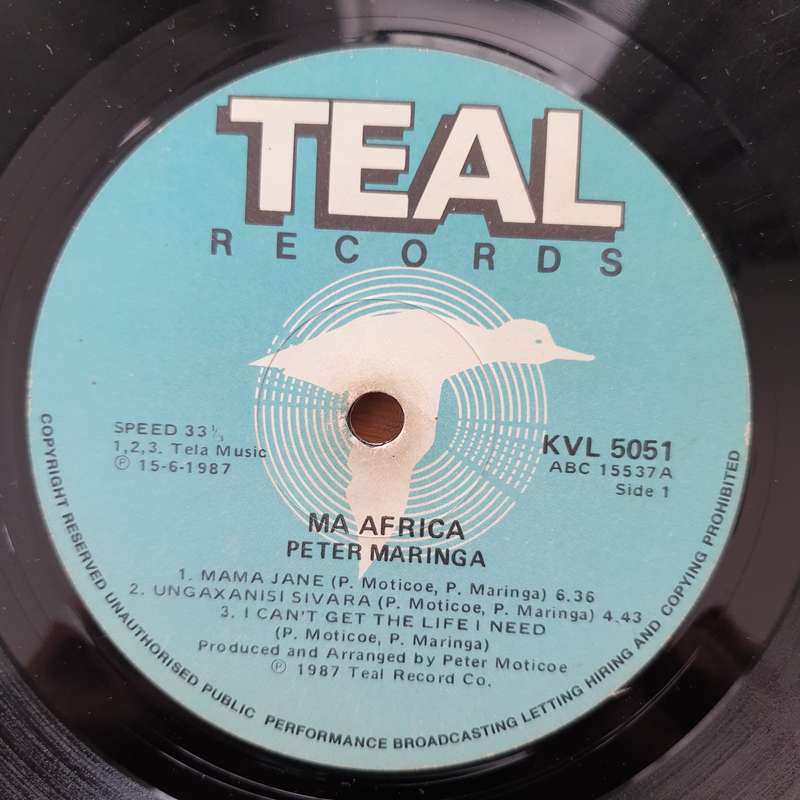 TEAL
RECORDS
SPEED 33⅓
1,2,3. Tela Music
℗ 15-6-1987
KVL 5051
ABC 15537A
Side 1
MA AFRICA
PETER MARINGA
1. MAMA JANE (P. Moticoe, P. Maringa) 6.36
2. UNGAXANISI SIVARA (P. Moticoe, P. Maringa) 4.43
3. I CAN'T GET THE LIFE I NEED
(P. Moticoe, P. Maringa)
Produced and Arranged by Peter Moticoe
℗ 1987 Teal Record Co.
COPYRIGHT RESERVED UNAUTHORISED PUBLIC PERFORMANCE BROADCASTING LETTING HIRING AND COPYING PROHIBITED